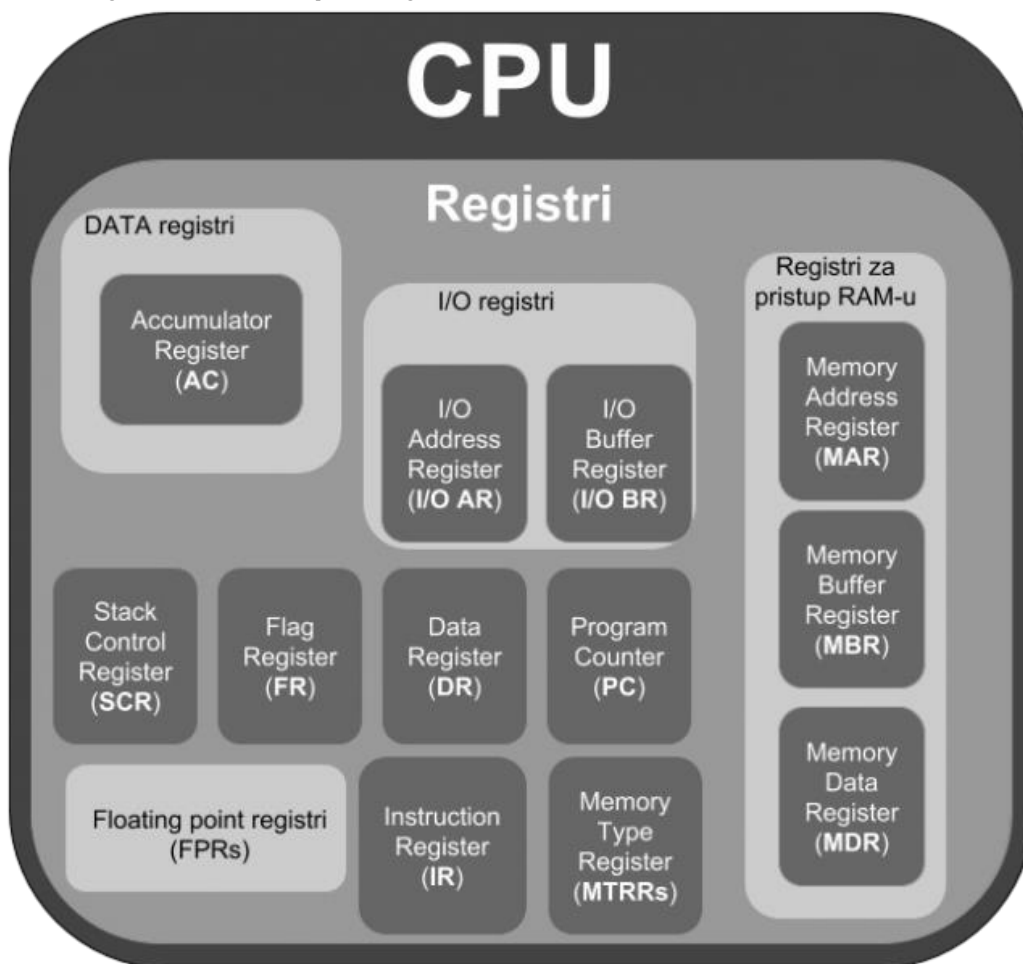 CPU
Registri
DATA registri
Accumulator
Register
(AC)
I/O registri
I/O
Address
Register
(I/O AR)
I/O
Buffer
Register
(I/O BR)
Registri za
pristup RAM-u
Memory
Address
Register
(MAR)
Memory
Buffer
Register
(MBR)
Memory
Data
Register
(MDR)
Stack
Control
Register
(SCR)
Flag
Register
(FR)
Data
Register
(DR)
Program
Counter
(PC)
Floating point registri
(FPRs)
Instruction
Register
(IR)
Memory
Type
Register
(MTRRs)